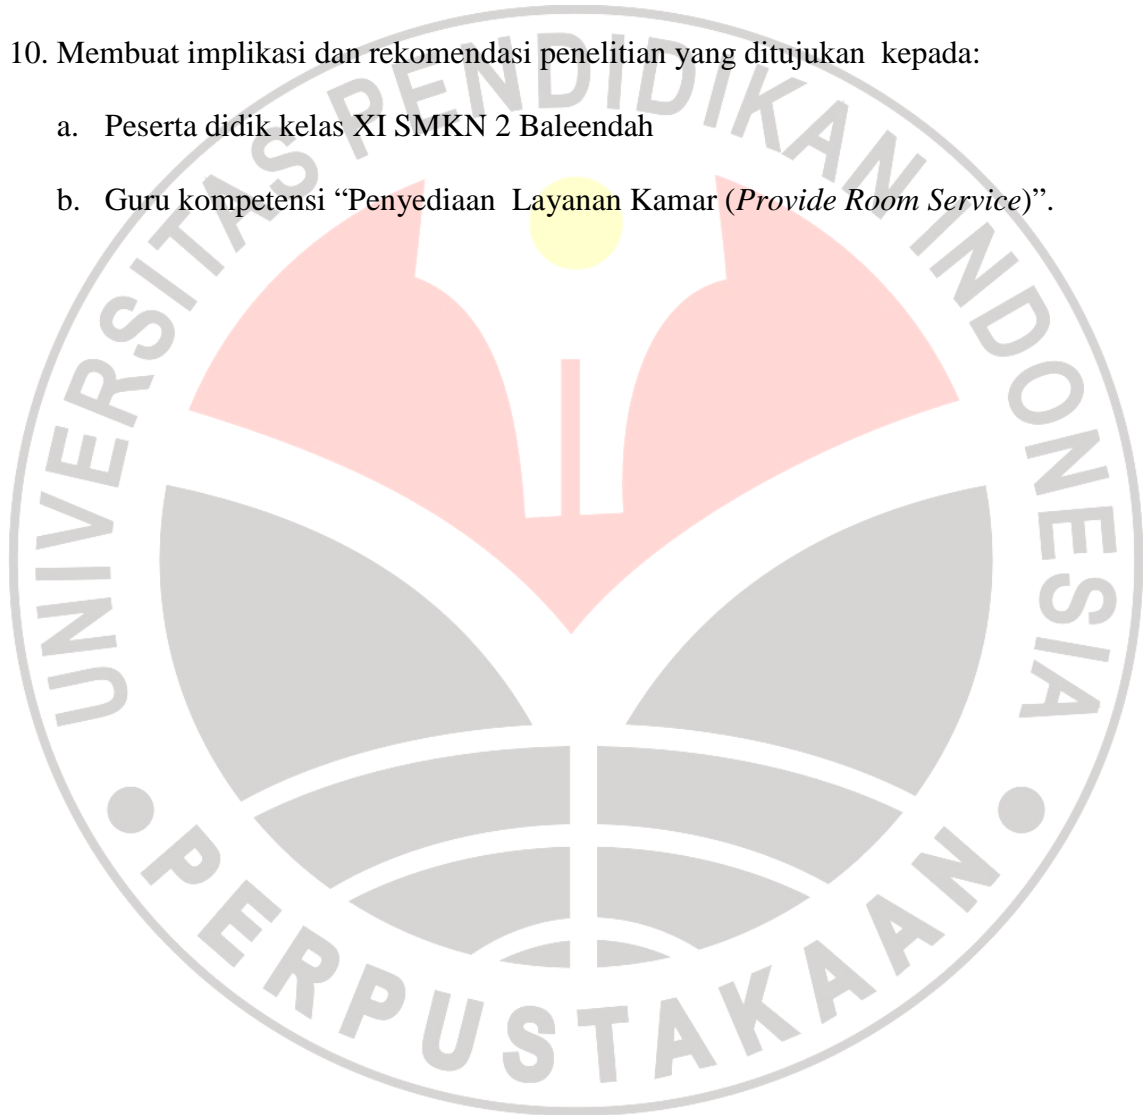 10. Membuat implikasi dan rekomendasi penelitian yang ditujukan  kepada:
a. Peserta didik kelas XI SMKN 2 Baleendah
b. Guru kompetensi “Penyediaan  Layanan Kamar (Provide Room Service)”.
UNIVERSITAS PENDIDIKAN INDONESIA
PERPUSTAKAAN